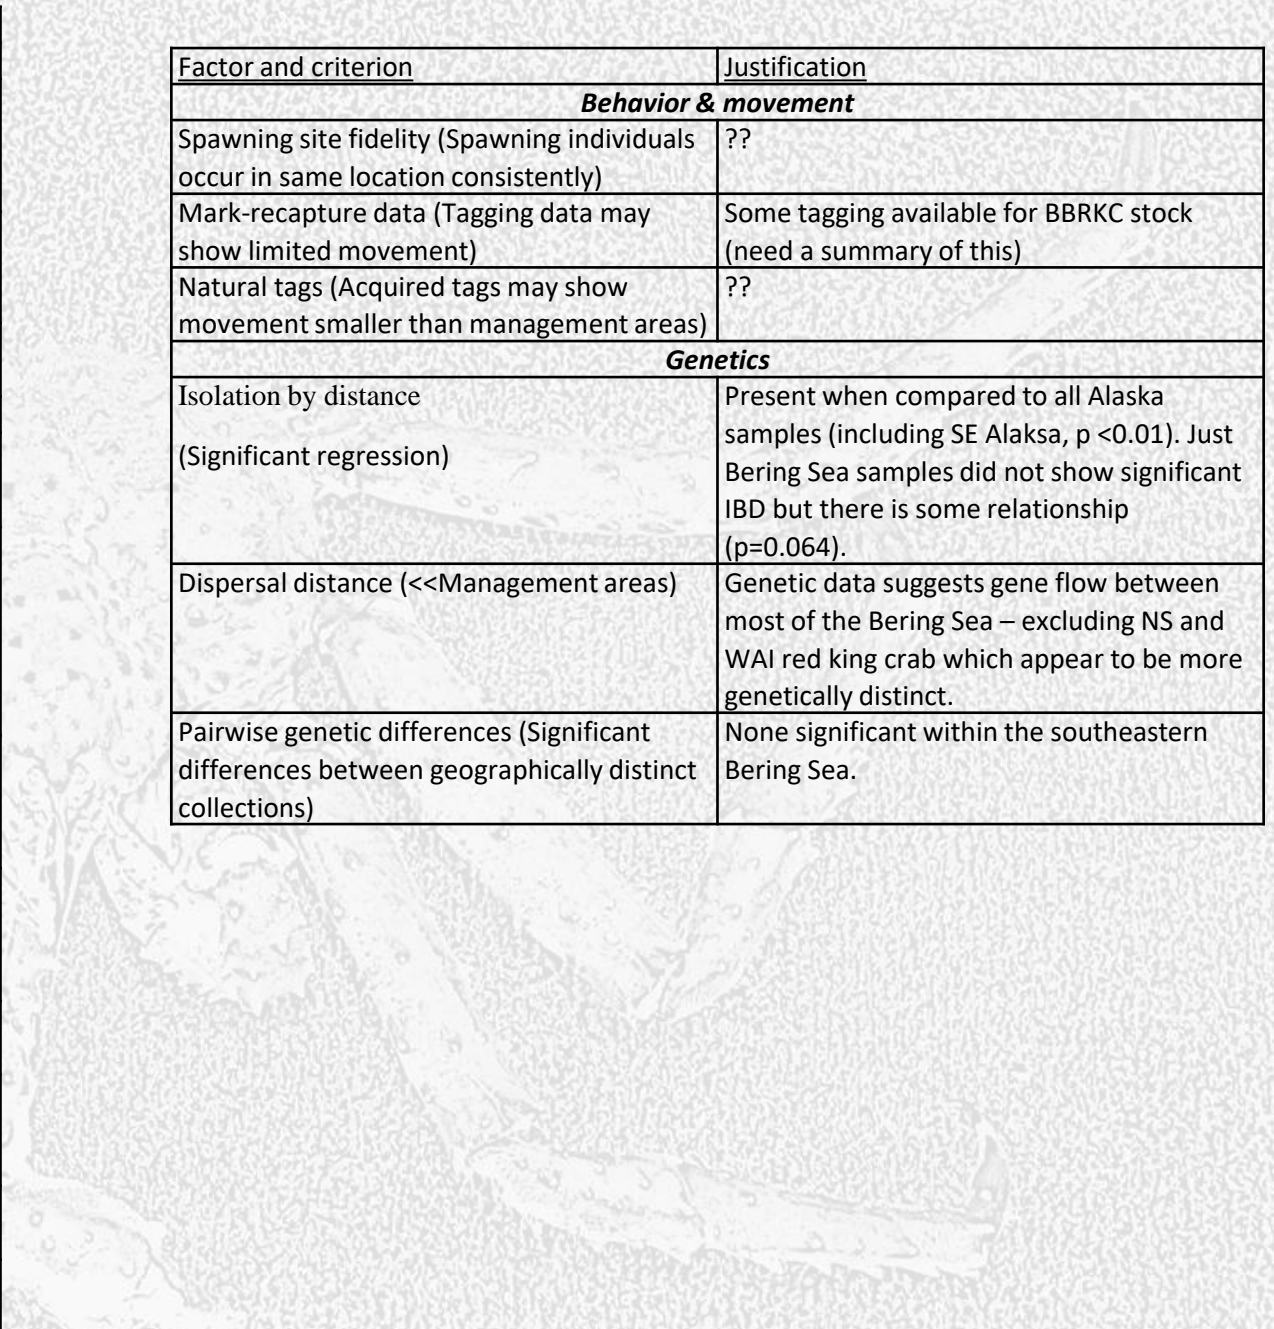 Factor and criterion
Justification
Behavior & movement
Spawning site fidelity (Spawning individuals
occur in same location consistently)
??
Mark-recapture data (Tagging data may
show limited movement)
Some tagging available for BBRKC stock
(need a summary of this)
Natural tags (Acquired tags may show
movement smaller than management areas)
??
Genetics
Isolation by distance
(Significant regression)
Present when compared to all Alaska
samples (including SE Alaksa, p <0.01). Just
Bering Sea samples did not show significant
IBD but there is some relationship
(p=0.064).
Dispersal distance (<<Management areas)
Genetic data suggests gene flow between
most of the Bering Sea – excluding NS and
WAI red king crab which appear to be more
genetically distinct.
Pairwise genetic differences (Significant
differences between geographically distinct
collections)
None significant within the southeastern
Bering Sea.